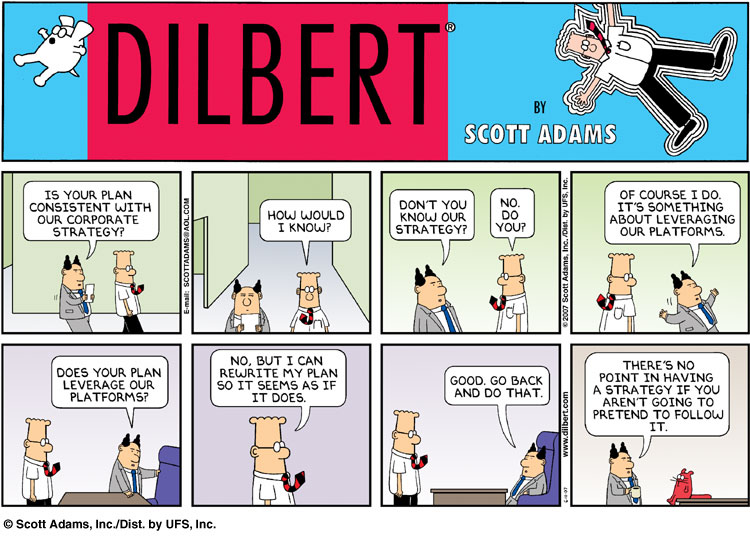 DILBERT®
BY
SCOTT ADAMS
IS YOUR PLAN
CONSISTENT WITH
OUR CORPORATE
STRATEGY?
E-mail: SCOTTADAMS@AOL.COM
HOW WOULD
I KNOW?
DON'T YOU
KNOW OUR
STRATEGY?
NO.
DO
YOU?
© 2007 Scott Adams, Inc./Dist. by UFS, Inc.
OF COURSE I DO.
IT'S SOMETHING
ABOUT LEVERAGING
OUR PLATFORMS.
DOES YOUR PLAN
LEVERAGE OUR
PLATFORMS?
NO, BUT I CAN
REWRITE MY PLAN
SO IT SEEMS AS IF
IT DOES.
GOOD. GO BACK
AND DO THAT.
www.dilbert.com
THERE'S NO
POINT IN HAVING
A STRATEGY IF YOU
AREN'T GOING TO
PRETEND TO FOLLOW
IT.
© Scott Adams, Inc./Dist. by UFS, Inc.